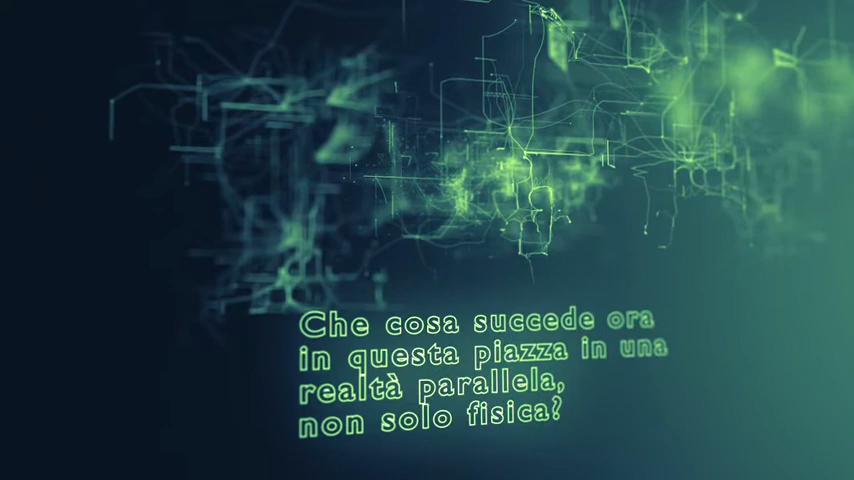 Che cosa succede ora
in questa piazza in una
realtà parallela,
non solo fisica?